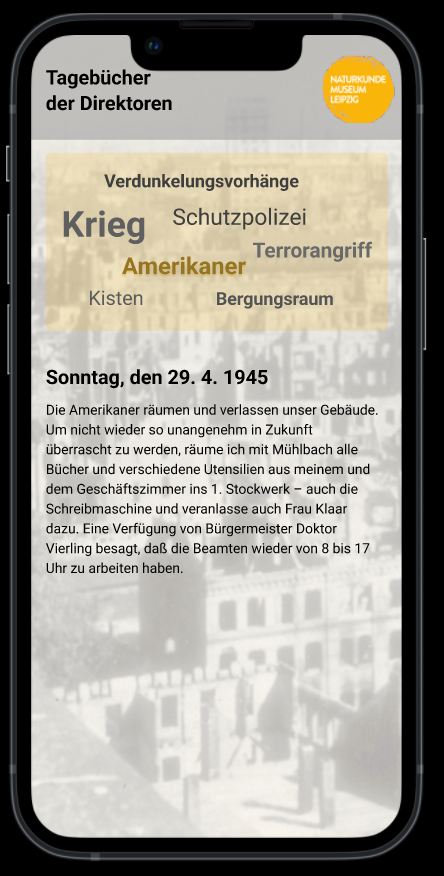 Tagebücher
der Direktoren
NATURKUNDE
MUSEUM
LEIPZIG
Verdunkelungsvorhänge
Krieg
Schutzpolizei
Terrorangriff
Amerikaner
Kisten
Bergungsraum
Sonntag, den 29. 4. 1945
Die Amerikaner räumen und verlassen unser Gebäude.
Um nicht wieder so unangenehm in Zukunft
überrascht zu werden, räume ich mit Mühlbach alle
Bücher und verschiedene Utensilien aus meinem und
dem Geschäftszimmer ins 1. Stockwerk – auch die
Schreibmaschine und veranlasse auch Frau Klaar
dazu. Eine Verfügung von Bürgermeister Doktor
Vierling besagt, daß die Beamten wieder von 8 bis 17
Uhr zu arbeiten haben.